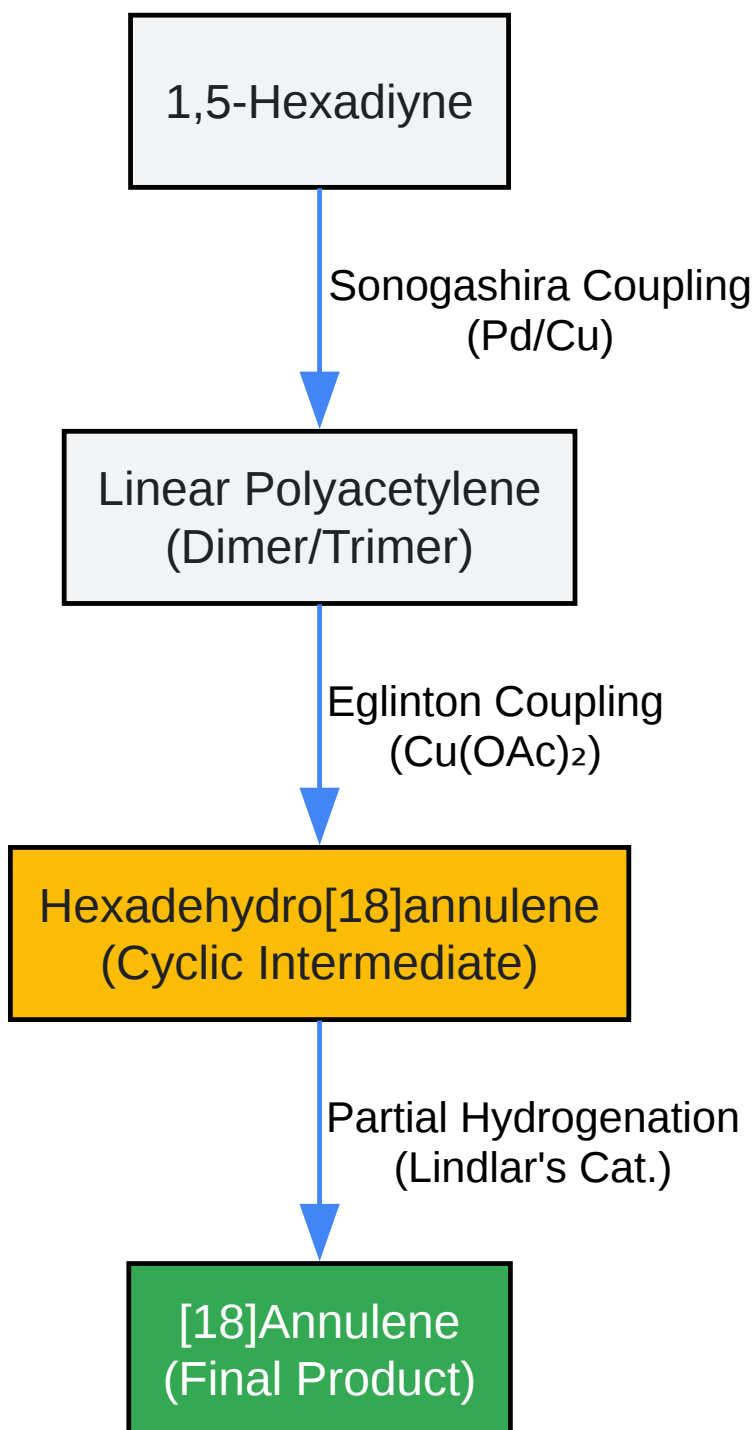 1,5-Hexadiyne
Sonogashira Coupling
(Pd/Cu)
Linear Polyacetylene
(Dimer/Trimer)
Eglinton Coupling
(Cu(OAc)₂)
Hexadehydro[18]annulene
(Cyclic Intermediate)
Partial Hydrogenation
(Lindlar's Cat.)
[18]Annulene
(Final Product)